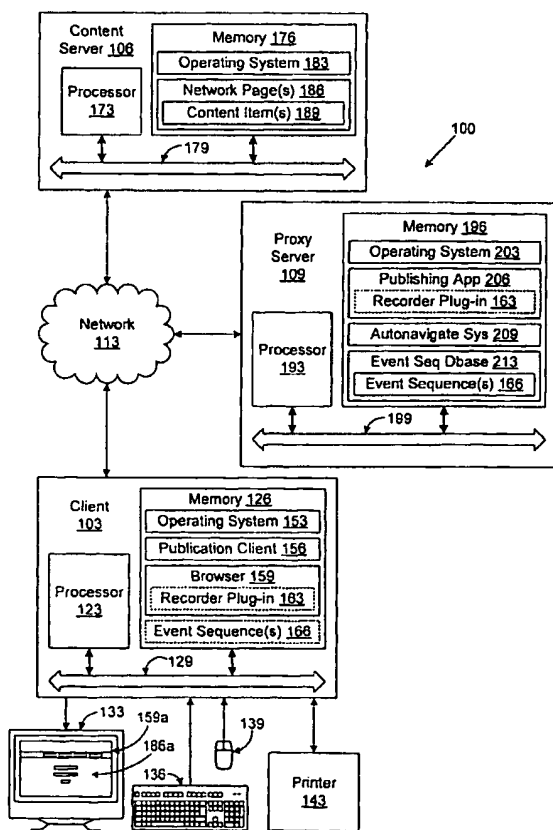 Content
Server 106
Processor
173
Memory 176
Operating System 183
Network Page(s) 186
Content Item(s) 189
179
100
Proxy
Server
109
Processor
193
Memory 196
Operating System 203
Publishing App 206
Recorder Plug-in 163
Autonavigate Sys 209
Event Seq Dbase 213
Event Sequence(s) 166
199
Network
113
Client
103
Processor
123
Memory 126
Operating System 153
Publication Client 156
Browser 159
Recorder Plug-in 163
Event Sequence(s) 166
129
133
159a
186a
136
139
Printer
143